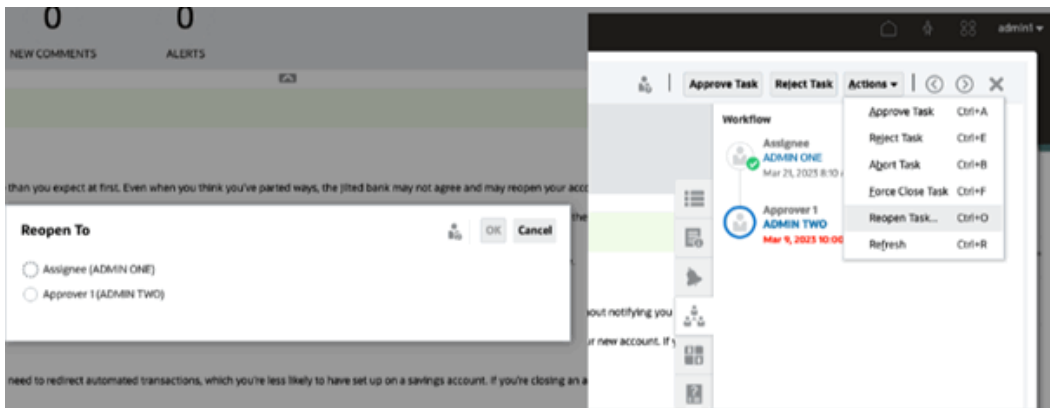 0
0
NEW COMMENTS
ALERTS
than you expect at first. Even when you think you've parted ways, the jilted bank may not agree and may reopen your acco
the
Reopen To
OK
Cancel
Assignee (ADMIN ONE)
Approver 1 (ADMIN TWO)
out notifying you
ur new account. If y
need to redirect automated transactions, which you're less likely to have set up on a savings account. If you're closing an a
admin1
Approve Task
Reject Task
Actions
Workflow
Assignee
ADMIN ONE
Mar 21, 2023 8:10
Approver 1
ADMIN TWO
Mar 9, 2023 10:00
Approve Task Ctrl+A
Reject Task Ctrl+E
Abort Task Ctrl+B
Force Close Task Ctrl+F
Reopen Task... Ctrl+O
Refresh Ctrl+R